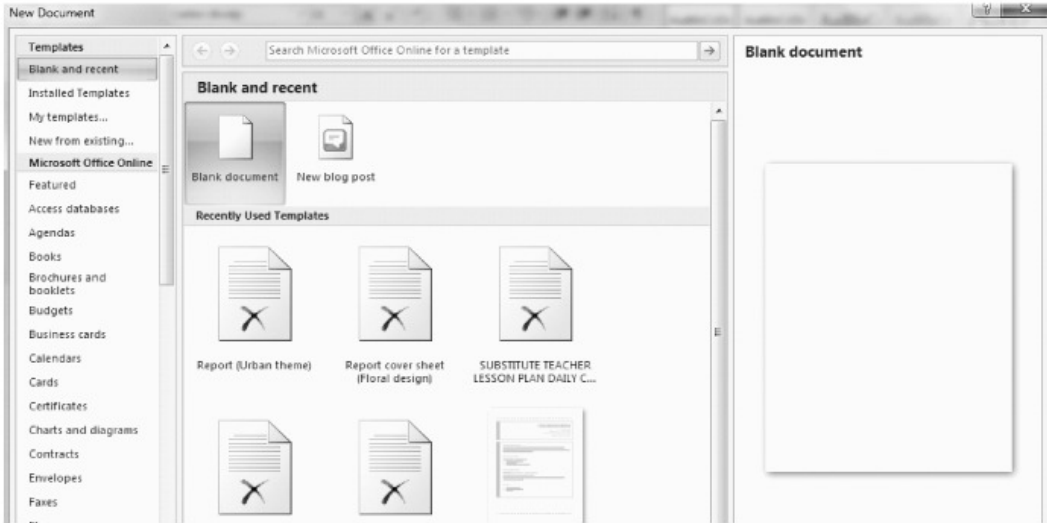 New Document
Templates
Blank and recent
Installed Templates
My templates...
New from existing...
Microsoft Office Online
Featured
Access databases
Agendas
Books
Brochures and
booklets
Budgets
Business cards
Calendars
Cards
Certificates
Charts and diagrams
Contracts
Envelopes
Faxes
Search Microsoft Office Online for a template
Blank and recent
Blank document
New blog post
Recently Used Templates
Report (Urban theme)
Report cover sheet
(Floral design)
SUBSTITUTE TEACHER
LESSON PLAN DAILY C...
Blank document